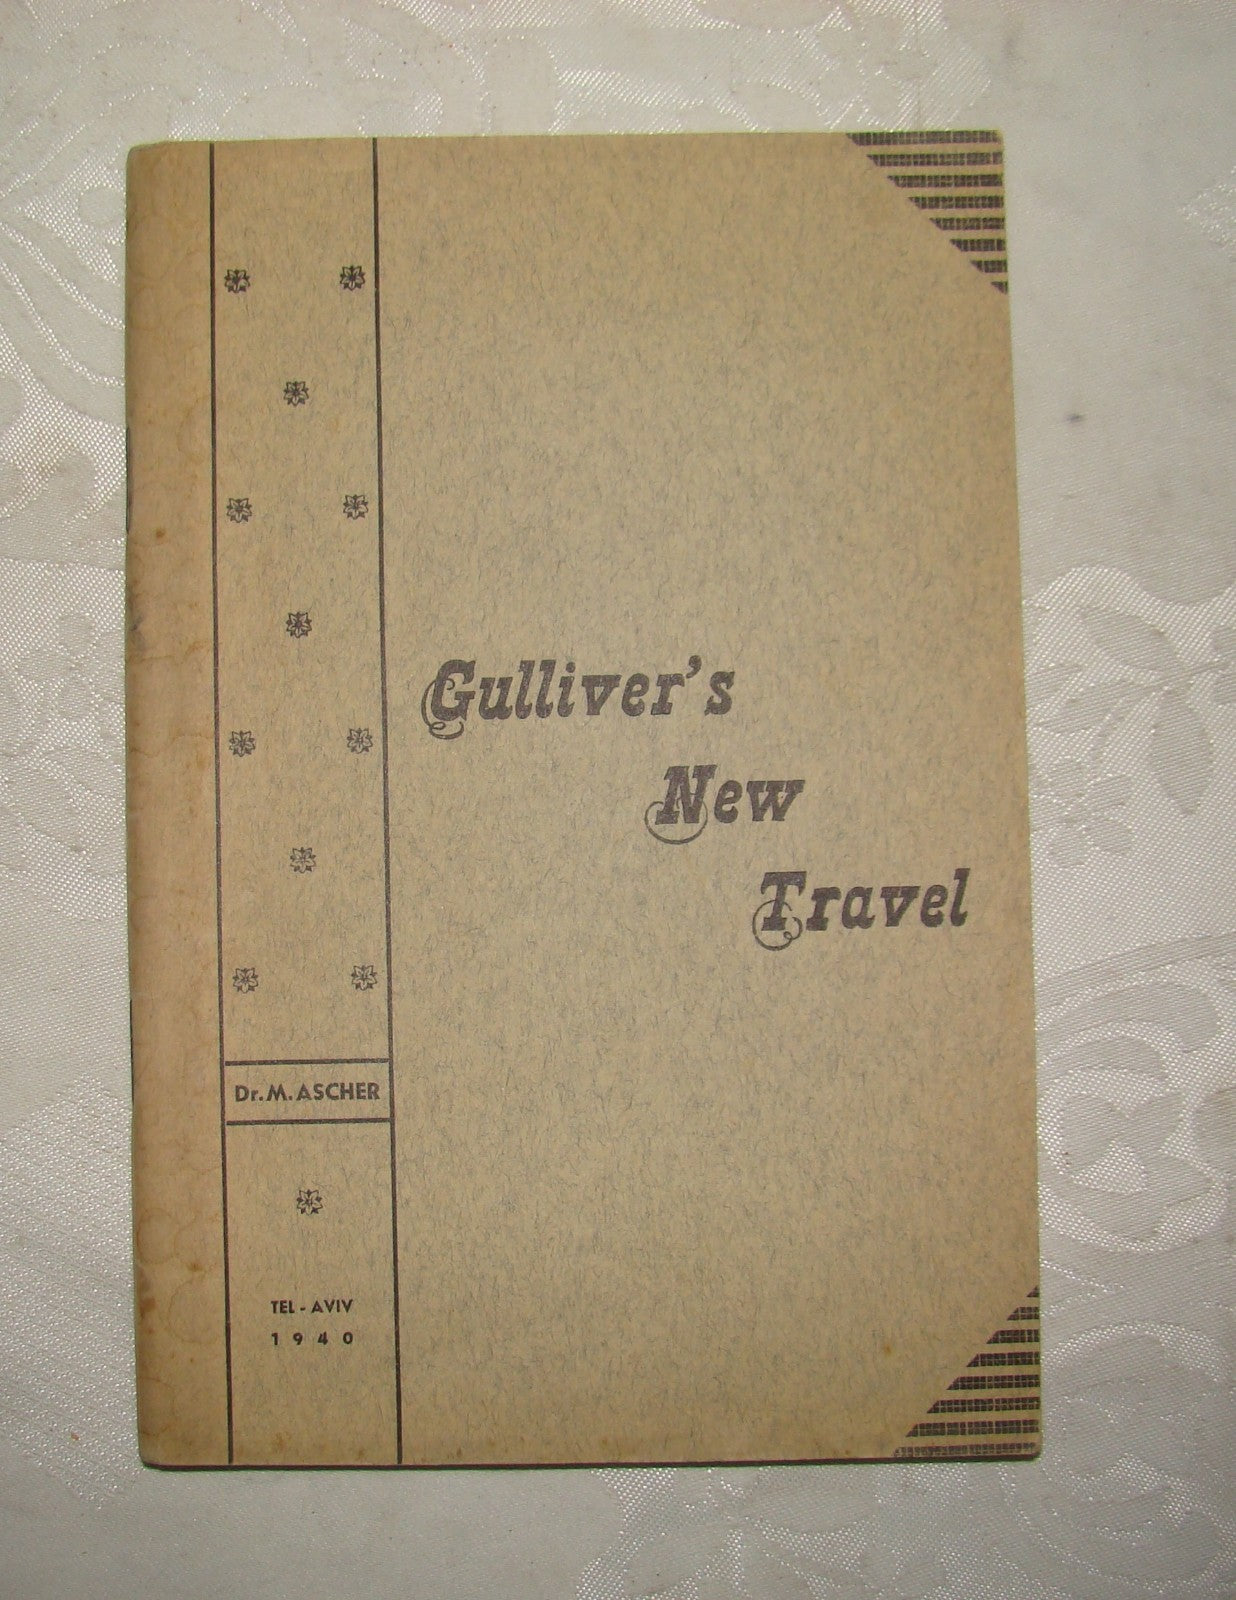 Gulliver's
New
Travel
Dr. M. ASCHER
TEL - AVIV
1940